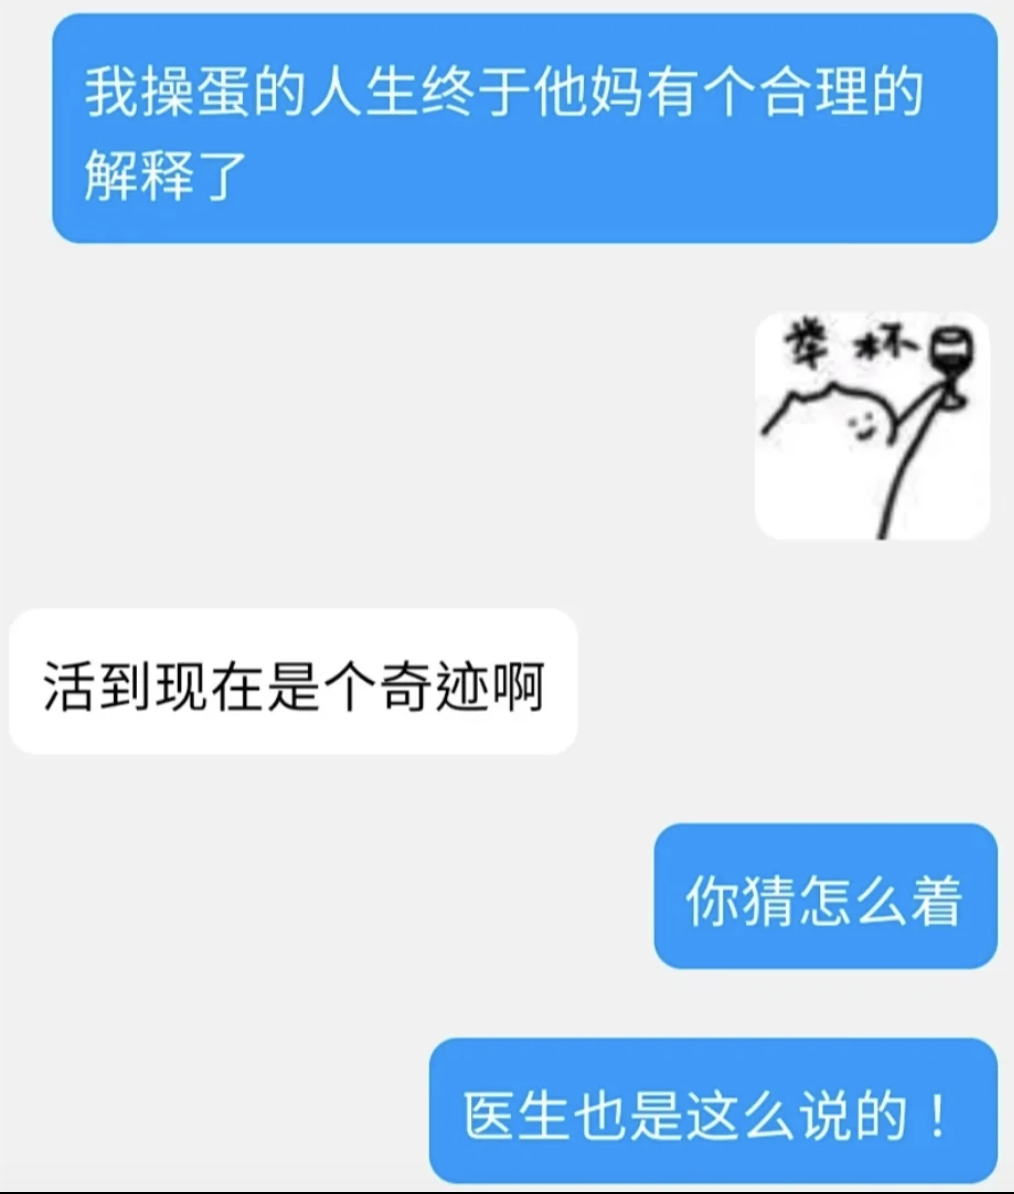 我操蛋的人生终于他妈有个合理的
解释了
举杯
活到现在是个奇迹啊
你猜怎么着
医生也是这么说的！